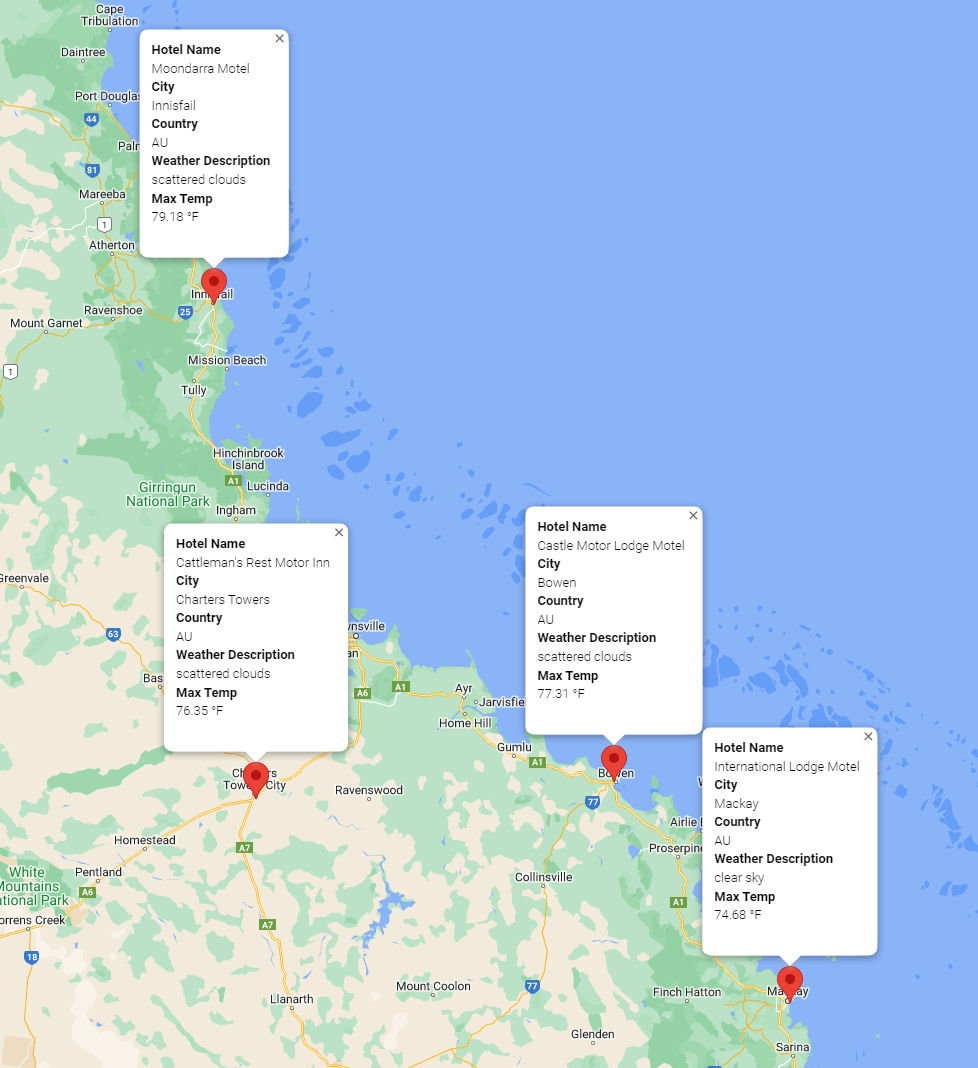 Cape
Tribulation
Daintree
Port Douglas
44
81
Mareeba
1
Atherton
Ravenshoe
25
Mount Garnet
1
Hotel Name
Moondarra Motel
City
Innisfail
Country
AU
Weather Description
scattered clouds
Max Temp
79.18 °F
Mission Beach
Tully
Hinchinbrook
Island
A1
Lucinda
Girringun
National Park
Ingham
Greenvale
63
Hotel Name
Cattleman's Rest Motor Inn
City
Charters Towers
Country
AU
Weather Description
scattered clouds
Max Temp
76.35 °F
A6
A1
Ayr
Home Hill
Gumlu
A1
Hotel Name
Castle Motor Lodge Motel
City
Bowen
Country
AU
Weather Description
scattered clouds
Max Temp
77.31 °F
Bowen
77
Ravenswood
Homestead
A7
Pentland
A6
White
Mountains
National Park
Torrens Creek
18
A7
Llanarth
Mount Coolon
Collinsville
77
Glenden
Proserpine
A1
Finch Hatton
Hotel Name
International Lodge Motel
City
Mackay
Country
AU
Weather Description
clear sky
Max Temp
74.68 °F
Mackay
Sarina